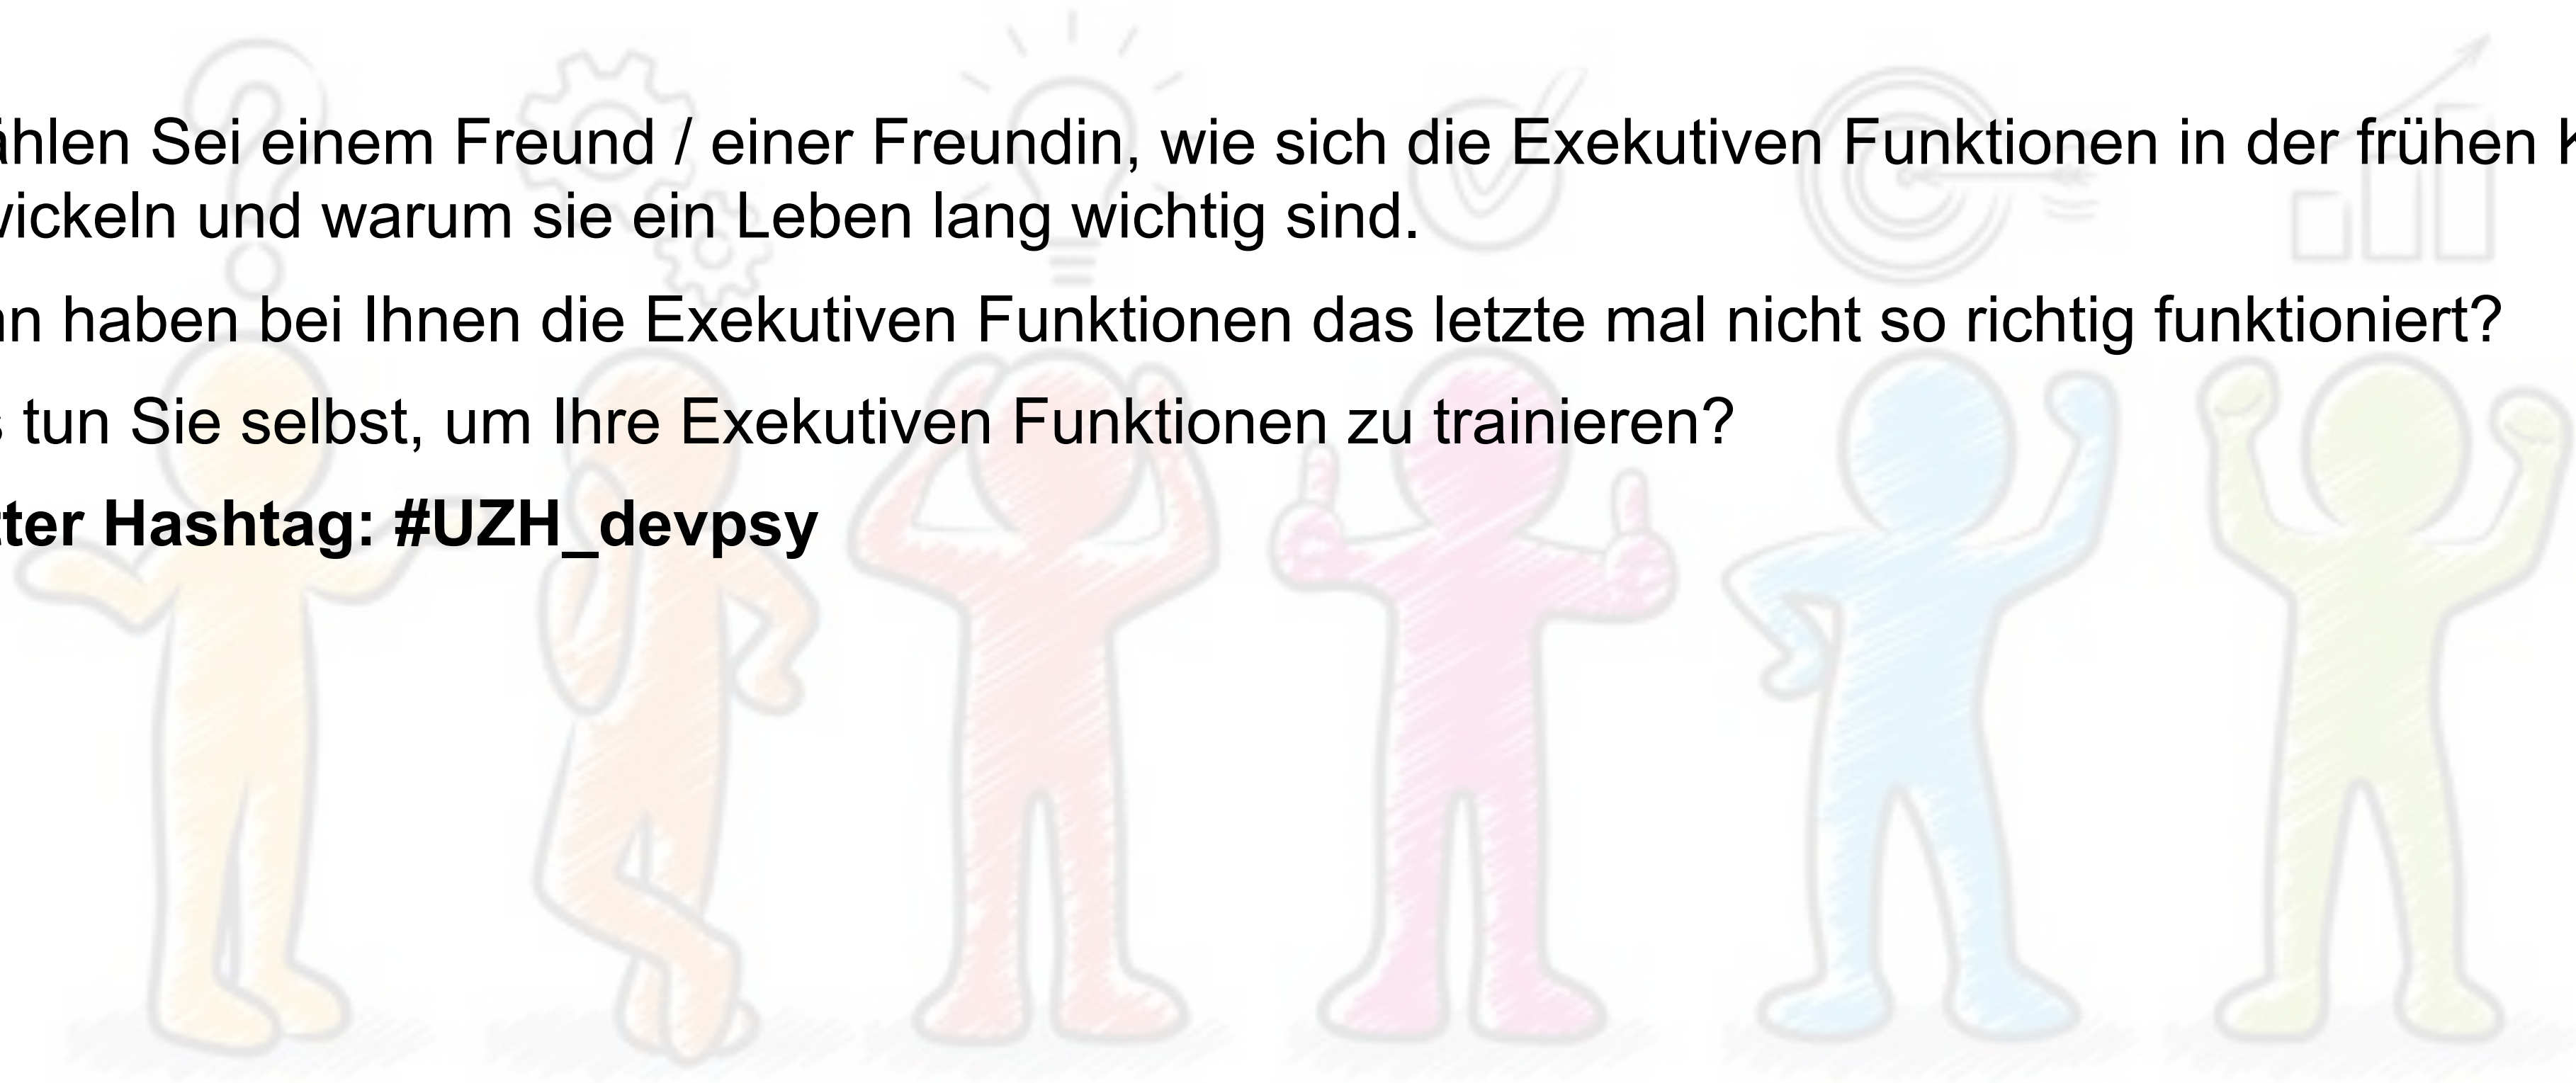 ählen Sei einem Freund / einer Freundin, wie sich die Exekutiven Funktionen in der frühen K
wickeln und warum sie ein Leben lang wichtig sind.
nn haben bei Ihnen die Exekutiven Funktionen das letzte mal nicht so richtig funktioniert?
s tun Sie selbst, um Ihre Exekutiven Funktionen zu trainieren?
tter Hashtag: #UZH_devpsy